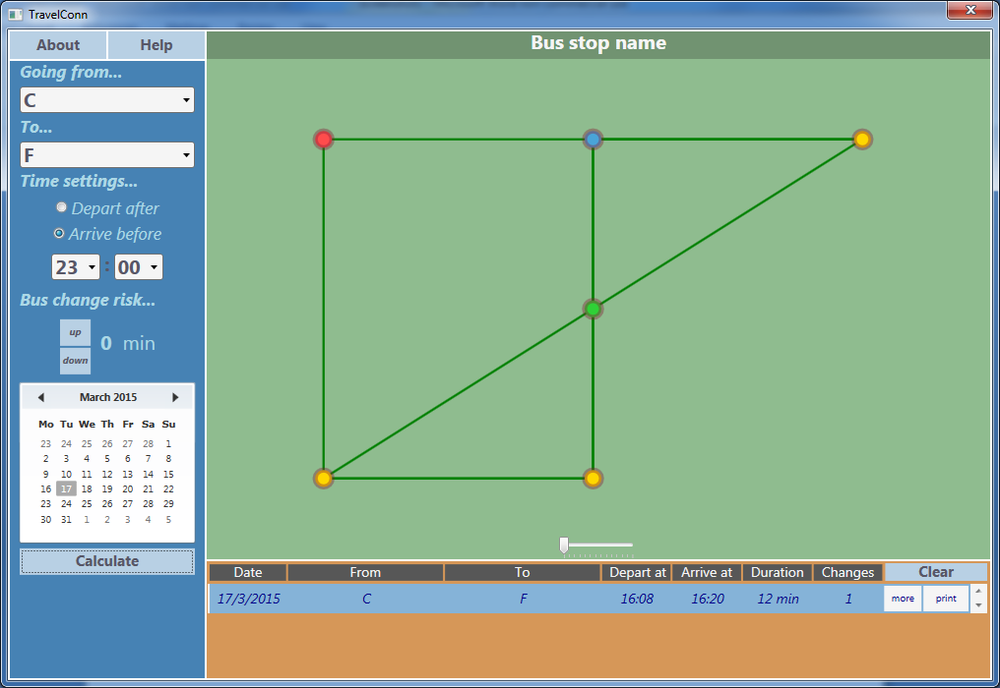 TravelConn
About Help
Bus stop name
Going from...
C
To...
F
Time settings...
Depart after
Arrive before
23 : 00
Bus change risk...
up
0 min
down
March 2015
Mo Tu We Th Fr Sa Su
23 24 25 26 27 28 1
2 3 4 5 6 7 8
9 10 11 12 13 14 15
16 17 18 19 20 21 22
23 24 25 26 27 28 29
30 31 1 2 3 4 5
Calculate
Date From To Depart at Arrive at Duration Changes Clear
17/3/2015 C F 16:08 16:20 12 min 1 more print